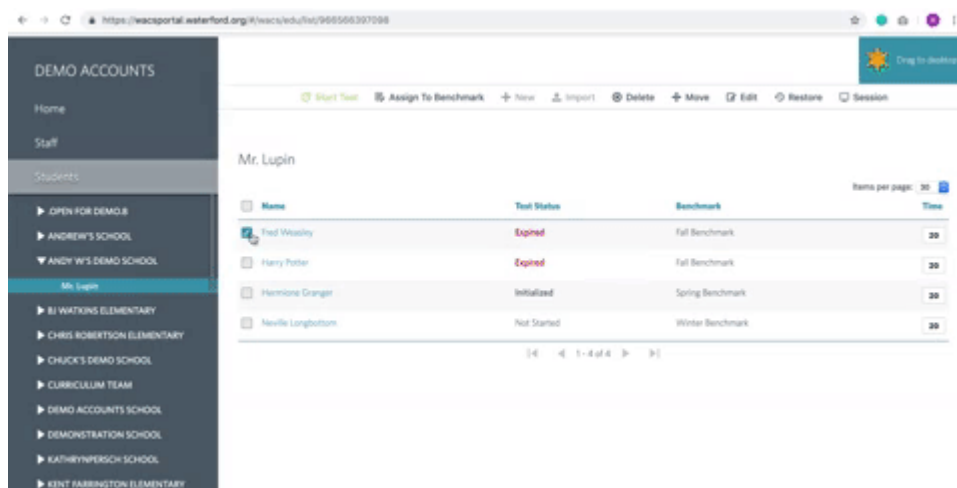 https://wacsportal.waterford.org/#/wacs/edu/list/966566397098
Drag to desktop
DEMO ACCOUNTS
Home
Staff
Students
OPEN FOR DEMO.8
ANDREW'S SCHOOL
ANDY W'S DEMO SCHOOL
Mr. Lupin
BJ WATKINS ELEMENTARY
CHRIS ROBERTSON ELEMENTARY
CHUCK'S DEMO SCHOOL
CURRICULUM TEAM
DEMO ACCOUNTS SCHOOL
DEMONSTRATION SCHOOL
KATHRYNPERSCH SCHOOL
KENT FARRINGTON ELEMENTARY
Start Test Assign To Benchmark New Import Delete Move Edit Restore Session
Mr. Lupin
Items per page: 30
Name Test Status Benchmark Time
Fred Weasley Expired Fall Benchmark 20
Harry Potter Expired Fall Benchmark 20
Hermione Granger Initialized Spring Benchmark 20
Neville Longbottom Not Started Winter Benchmark 20
1 - 4 of 4